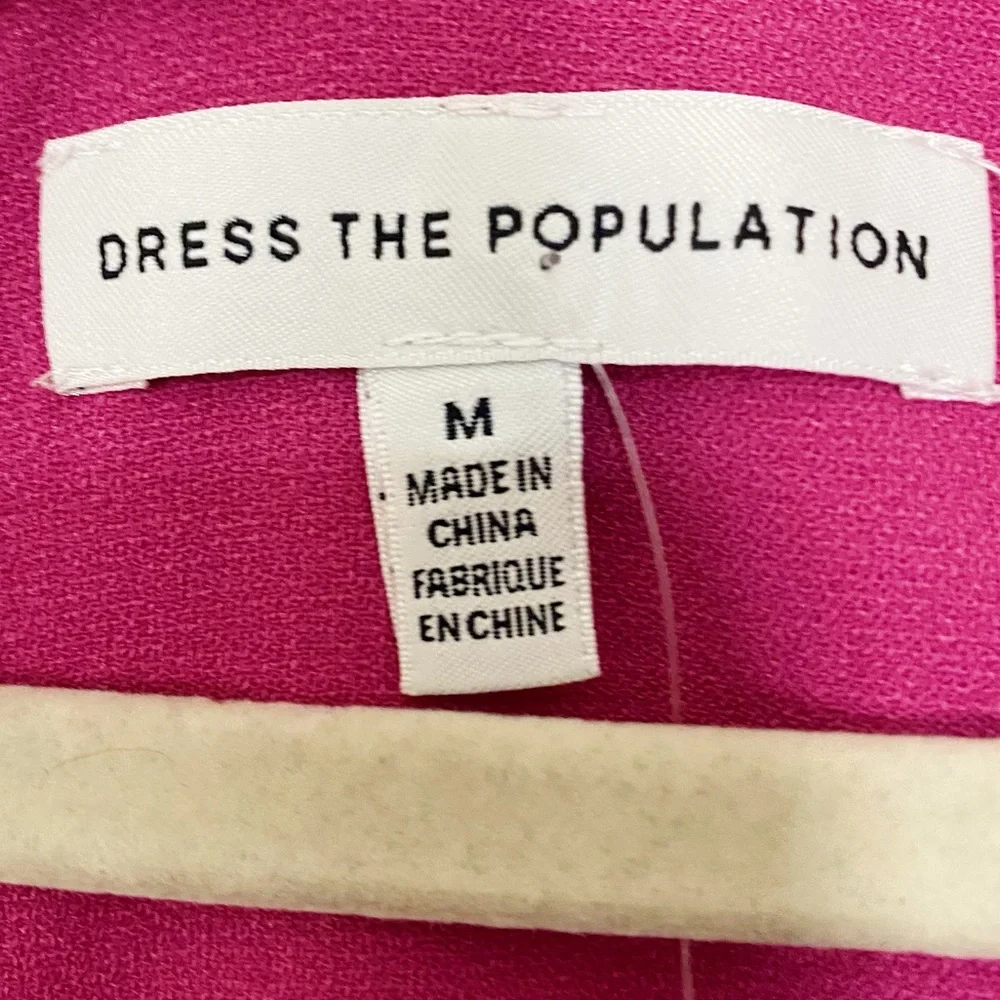 DRESS THE POPULATION
M
MADE IN
CHINA
FABRIQUE
EN CHINE